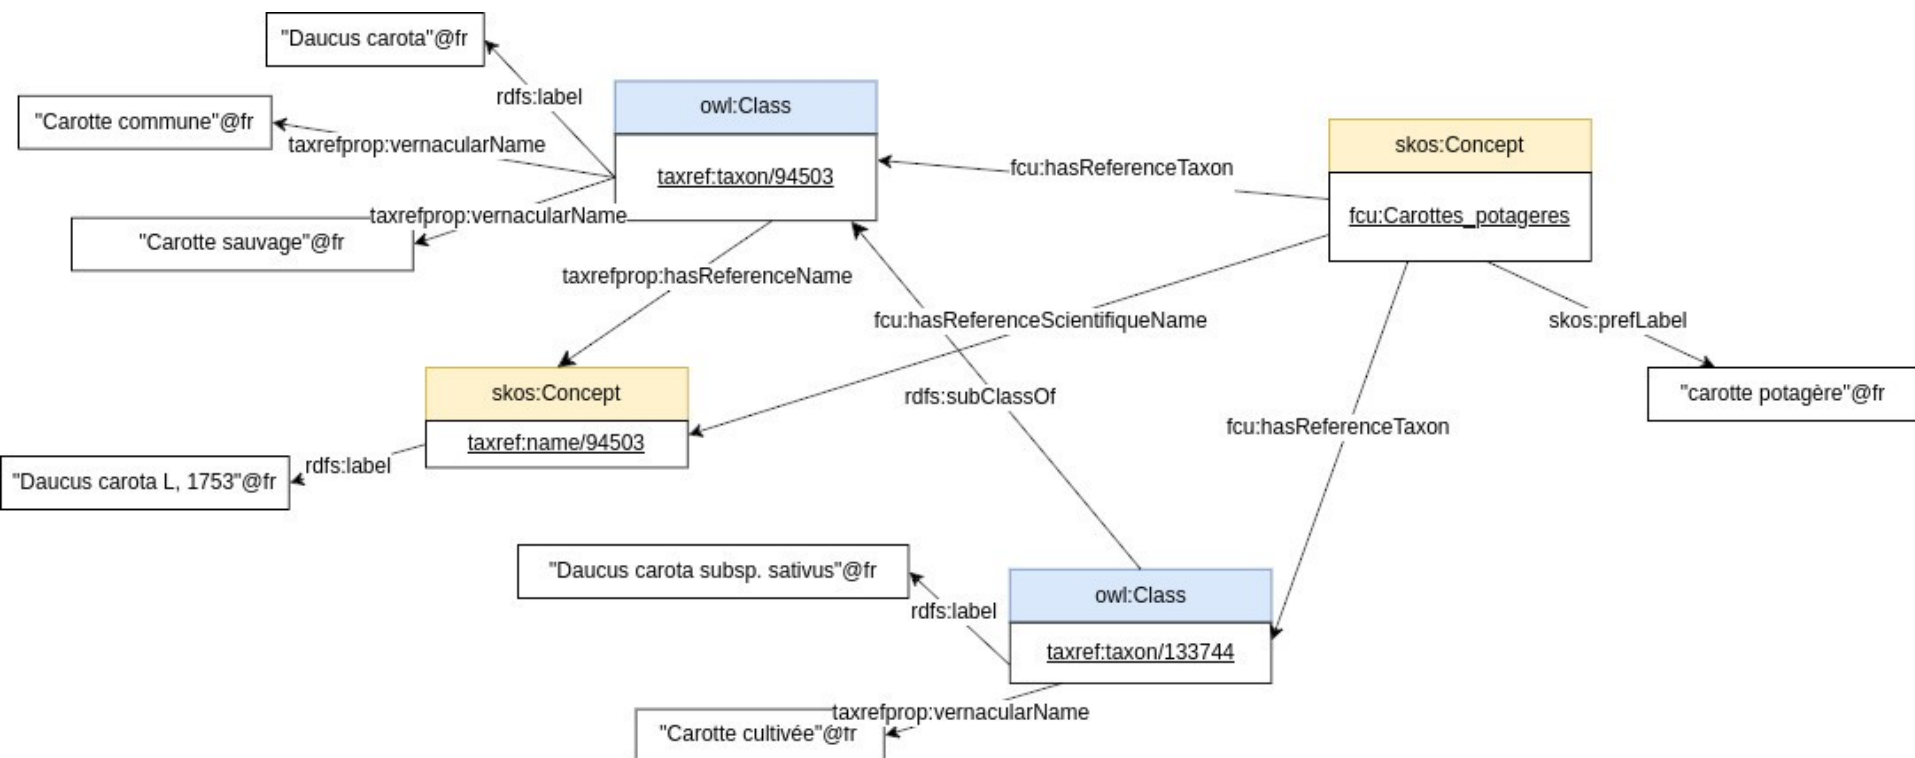 "Daucus carota"@fr
rdfs:label
owl:Class
"Carotte commune"@fr
taxrefprop:vernacularName
skos:Concept
taxref:taxon/94503
fcu:hasReferenceTaxon
taxrefprop:vernacularName
fcu:Carottes_potageres
"Carotte sauvage"@fr
taxrefprop:hasReferenceName
fcu:hasReferenceScientifiqueName
skos:prefLabel
skos:Concept
rdfs:subClassOf
"carotte potagère"@fr
taxref:name/94503
fcu:hasReferenceTaxon
rdfs:label
"Daucus carota L, 1753"@fr
"Daucus carota subsp. sativus"@fr
owl:Class
rdfs:label
taxref:taxon/133744
taxrefprop:vernacularName
"Carotte cultivée"@fr